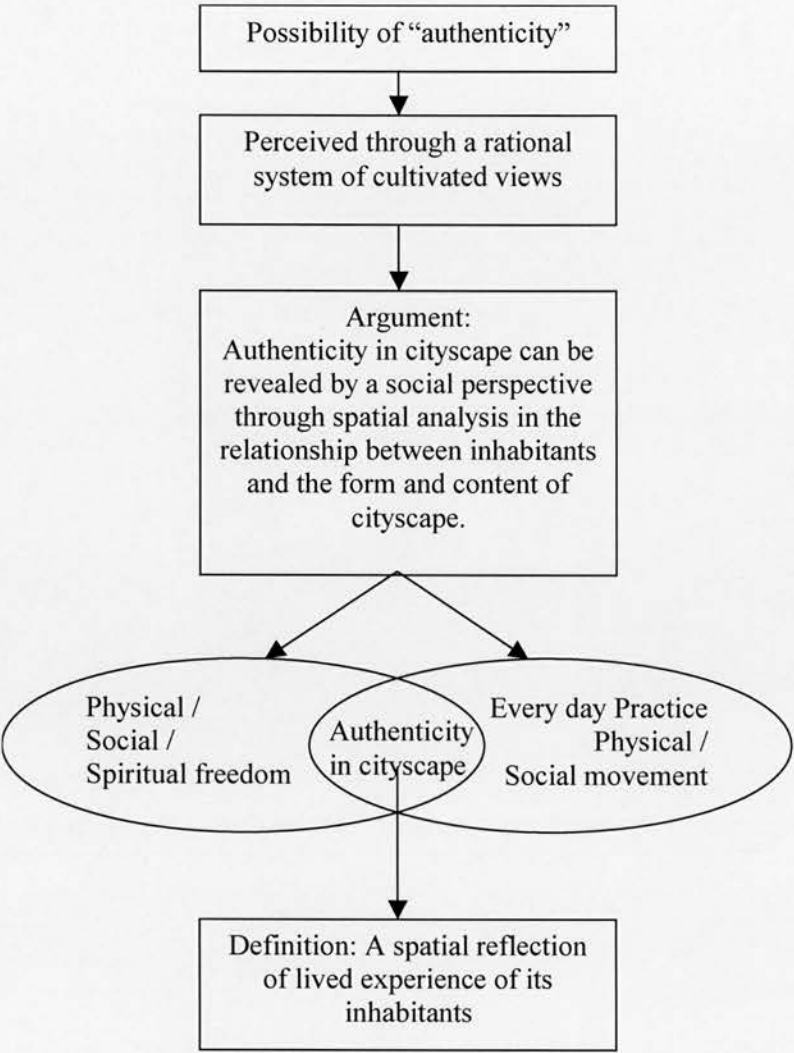 Possibility of “authenticity”
Perceived through a rational
system of cultivated views
Argument:
Authenticity in cityscape can be
revealed by a social perspective
through spatial analysis in the
relationship between inhabitants
and the form and content of
cityscape.
Physical /
Social /
Spiritual freedom
Authenticity
in cityscape
Every day Practice
Physical /
Social movement
Definition: A spatial reflection
of lived experience of its
inhabitants